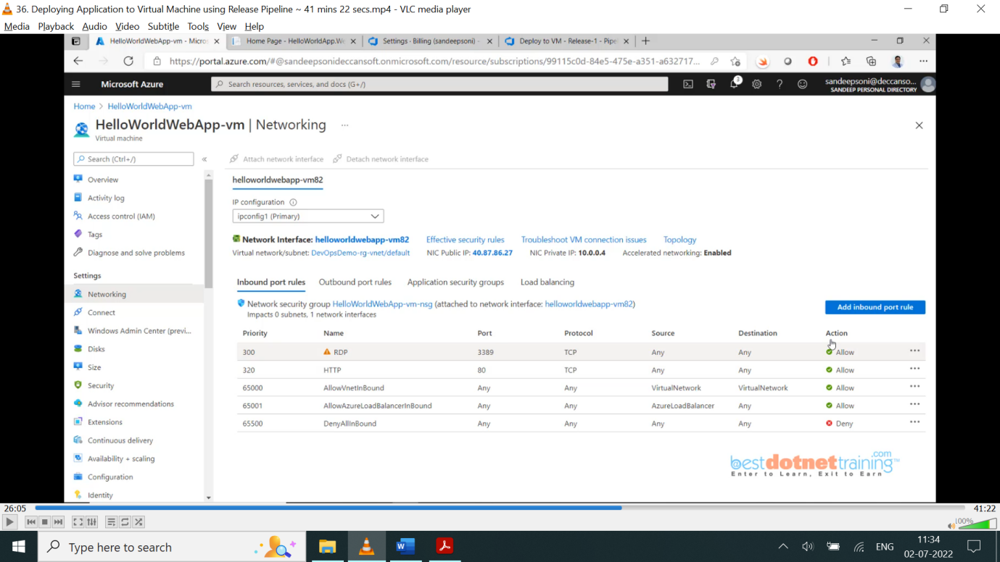 36. Deploying Application to Virtual Machine using Release Pipeline ~ 41 mins 22 secs.mp4 - VLC media player
Media Playback Audio Video Subtitle Tools View Help
HelloWorldWebApp-vm - Micros
Home Page - HelloWorldApp.We
Settings - Billing (sandeepsoni) -
Deploy to VM - Release-1 - Pipe
https://portal.azure.com/#@sandeepsonideccansoft.onmicrosoft.com/resource/subscriptions/99115c0d-84e5-475e-a351-a632717...
Microsoft Azure
Search resources, services, and docs (G+/)
3
sandeepsoni@deccanso...
SANDEEP PERSONAL DIRECTORY
Home > HelloWorldWebApp-vm
HelloWorldWebApp-vm | Networking ...
Virtual machine
Search (Ctrl+/) «
Overview
Activity log
Access control (IAM)
Tags
Diagnose and solve problems
Settings
Networking
Connect
Windows Admin Center (previ...
Disks
Size
Security
Advisor recommendations
Extensions
Continuous delivery
Availability + scaling
Configuration
Identity
Attach network interface Detach network interface
helloworldwebapp-vm82
IP configuration
ipconfig1 (Primary)
Network Interface: helloworldwebapp-vm82 Effective security rules Troubleshoot VM connection issues Topology
Virtual network/subnet: DevOpsDemo-rg-vnet/default NIC Public IP: 40.87.86.27 NIC Private IP: 10.0.0.4 Accelerated networking: Enabled
Inbound port rules Outbound port rules Application security groups Load balancing
Network security group HelloWorldWebApp-vm-nsg (attached to network interface: helloworldwebapp-vm82)
Impacts 0 subnets, 1 network interfaces
Add inbound port rule
Priority Name Port Protocol Source Destination Action
300 RDP 3389 TCP Any Any Allow ...
320 HTTP 80 TCP Any Any Allow ...
65000 AllowVnetInBound Any Any VirtualNetwork VirtualNetwork Allow ...
65001 AllowAzureLoadBalancerInBound Any Any AzureLoadBalancer Any Allow ...
65500 DenyAllInBound Any Any Any Any Deny ...
@bestdotnettraining.com
Enter to Learn, Exit to Earn
26:05 41:22
100%
Type here to search
ENG
11:34
02-07-2022